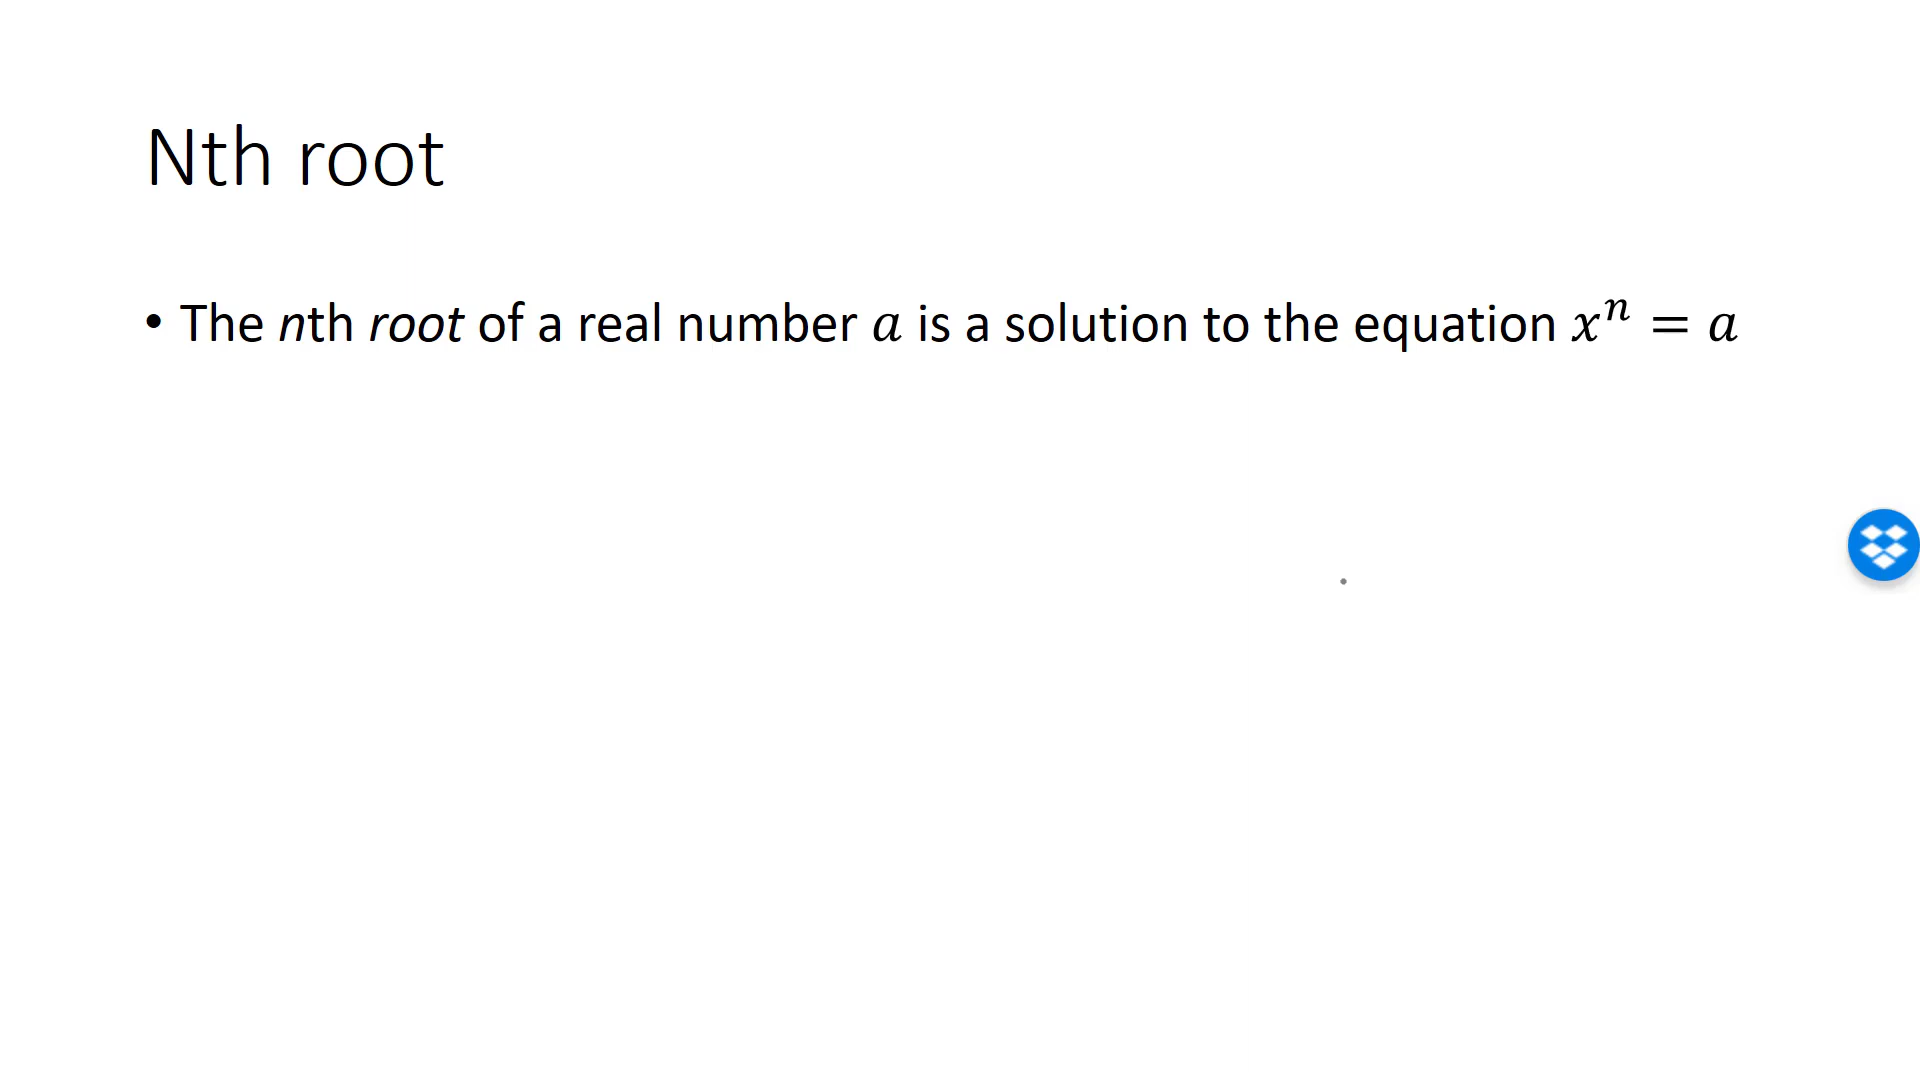 Nth root
• The nth root of a real number 𝑎 is a solution to the equation 𝑥ⁿ = 𝑎